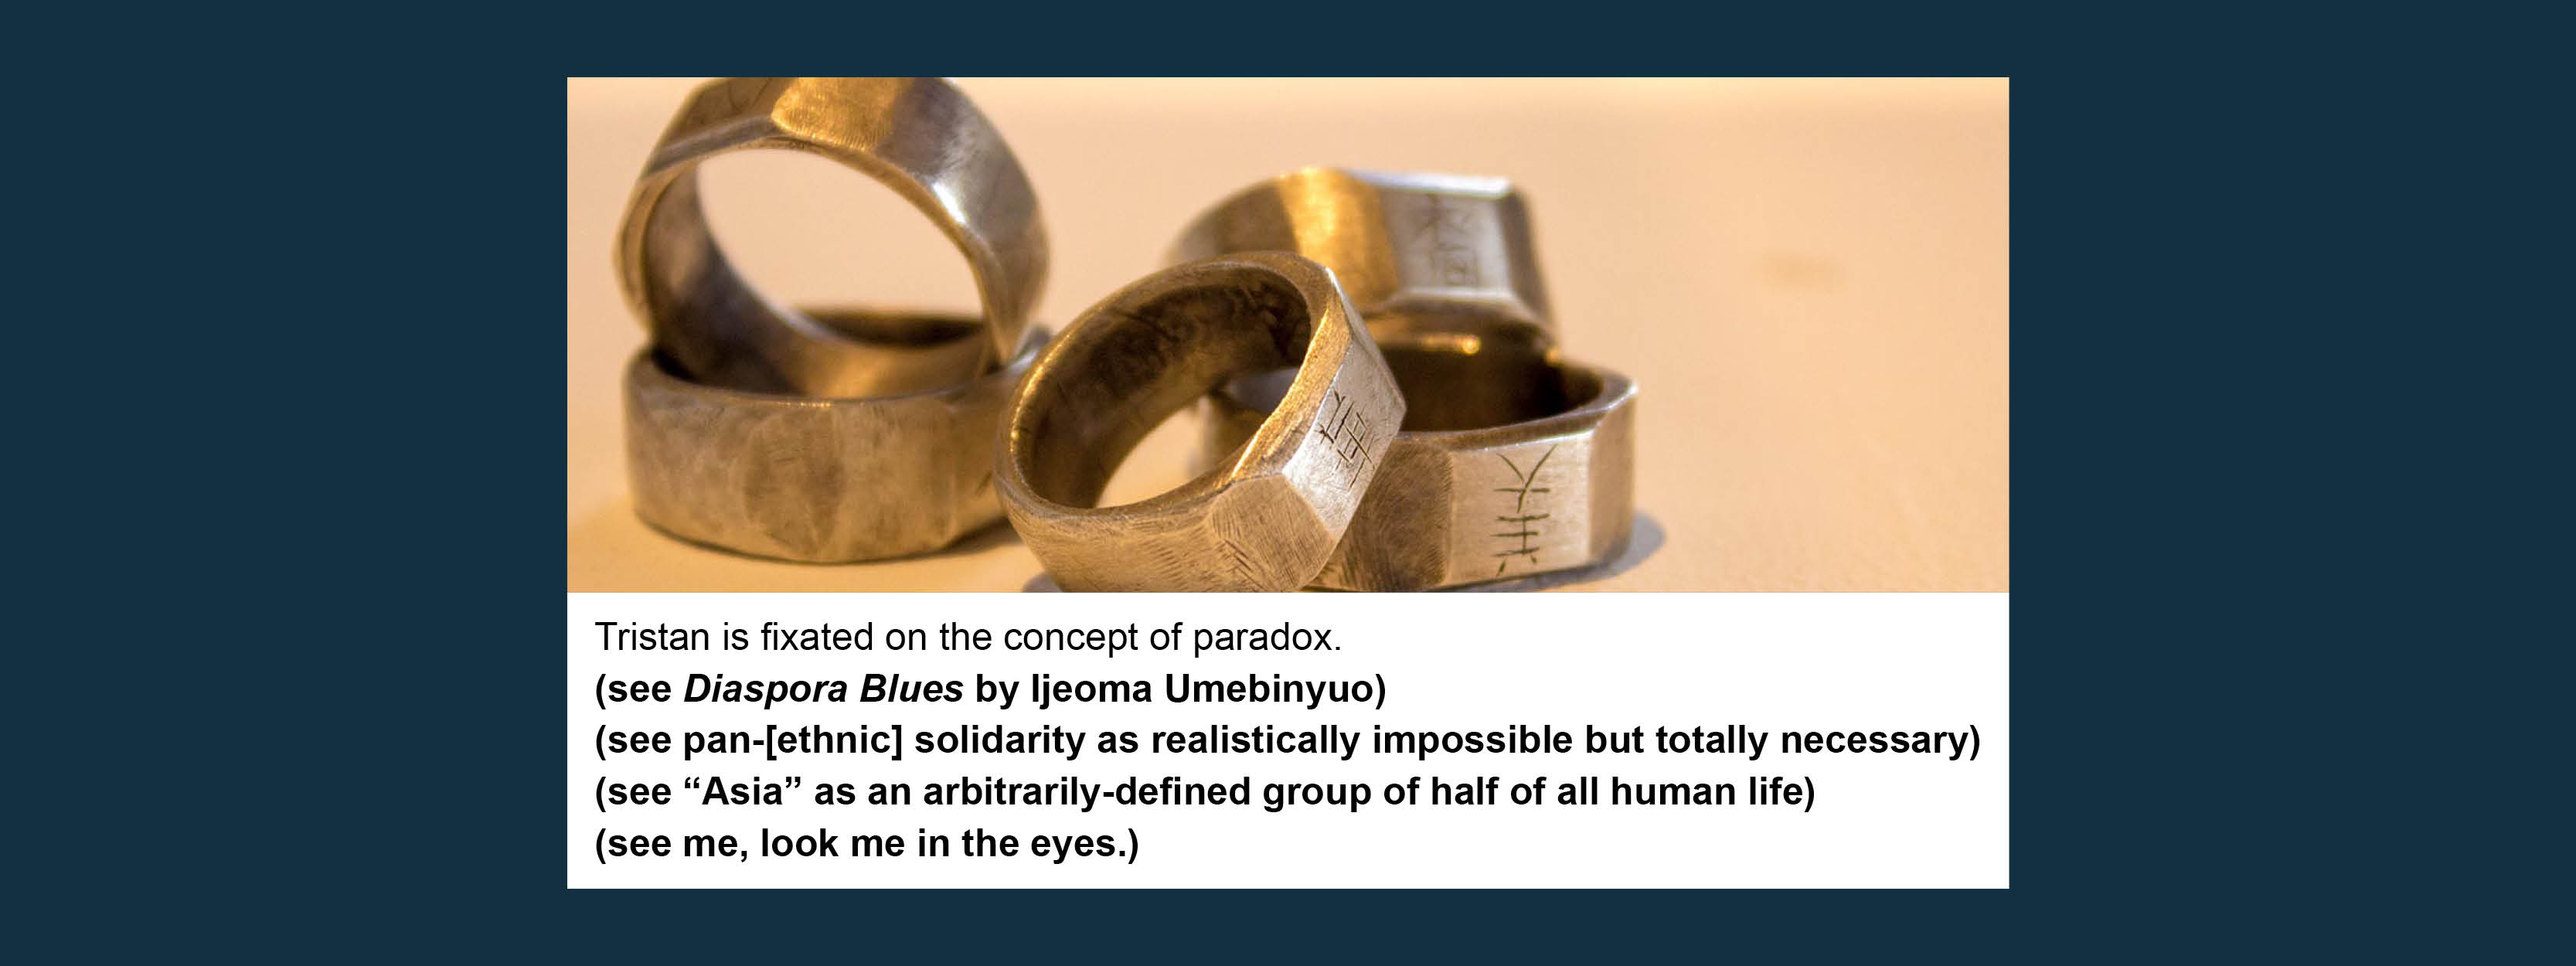 Tristan is fixated on the concept of paradox.
(see Diaspora Blues by Ijeoma Umebinyuo)
(see pan-[ethnic] solidarity as realistically impossible but totally necessary)
(see “Asia” as an arbitrarily-defined group of half of all human life)
(see me, look me in the eyes.)